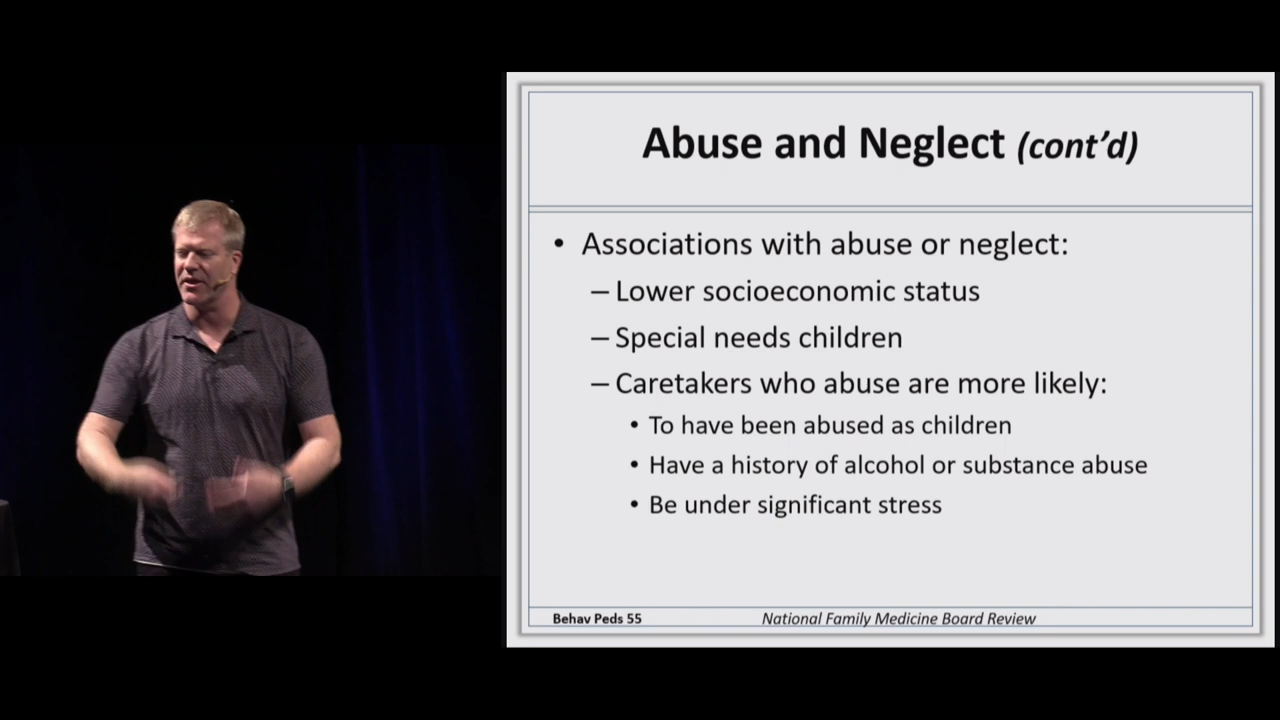 Abuse and Neglect (cont’d)
• Associations with abuse or neglect:
– Lower socioeconomic status
– Special needs children
– Caretakers who abuse are more likely:
• To have been abused as children
• Have a history of alcohol or substance abuse
• Be under significant stress
Behav Peds 55
National Family Medicine Board Review